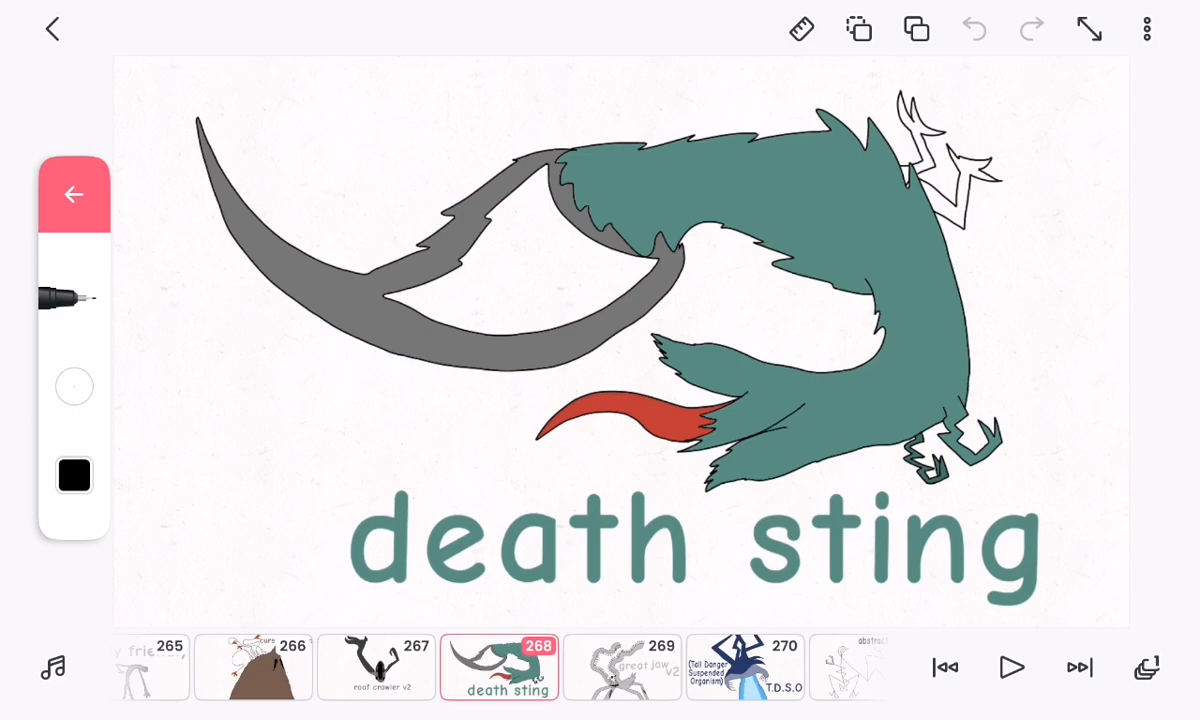 death sting
265
266
curs
267
roof crawler v2
268
death sting
269
great jaw
v2
270
(Tall Danger
Suspended
Organism)
T.D.S.O
abstract